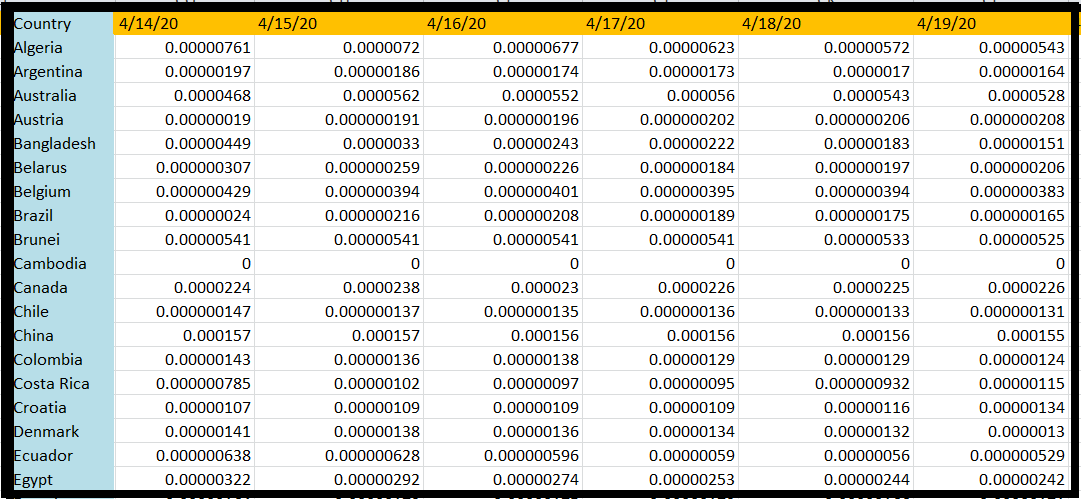 Country 4/14/20 4/15/20 4/16/20 4/17/20 4/18/20 4/19/20
Algeria 0.00000761 0.0000072 0.00000677 0.00000623 0.00000572 0.00000543
Argentina 0.00000197 0.00000186 0.00000174 0.00000173 0.0000017 0.00000164
Australia 0.0000468 0.0000562 0.0000552 0.000056 0.0000543 0.0000528
Austria 0.00000019 0.000000191 0.000000196 0.000000202 0.000000206 0.000000208
Bangladesh 0.00000449 0.0000033 0.00000243 0.00000222 0.00000183 0.00000151
Belarus 0.000000307 0.000000259 0.000000226 0.000000184 0.000000197 0.000000206
Belgium 0.000000429 0.000000394 0.000000401 0.000000395 0.000000394 0.000000383
Brazil 0.00000024 0.000000216 0.000000208 0.000000189 0.000000175 0.000000165
Brunei 0.00000541 0.00000541 0.00000541 0.00000541 0.00000533 0.00000525
Cambodia 0 0 0 0 0 0
Canada 0.0000224 0.0000238 0.000023 0.0000226 0.0000225 0.0000226
Chile 0.000000147 0.000000137 0.000000135 0.000000136 0.000000133 0.000000131
China 0.000157 0.000157 0.000156 0.000156 0.000156 0.000155
Colombia 0.00000143 0.00000136 0.00000138 0.00000129 0.00000129 0.00000124
Costa Rica 0.000000785 0.00000102 0.00000097 0.00000095 0.000000932 0.00000115
Croatia 0.00000107 0.00000109 0.00000109 0.00000109 0.00000116 0.00000134
Denmark 0.00000141 0.00000138 0.00000136 0.00000134 0.00000132 0.0000013
Ecuador 0.000000638 0.000000628 0.000000596 0.00000059 0.00000056 0.000000529
Egypt 0.00000322 0.00000292 0.00000274 0.00000253 0.00000244 0.00000242